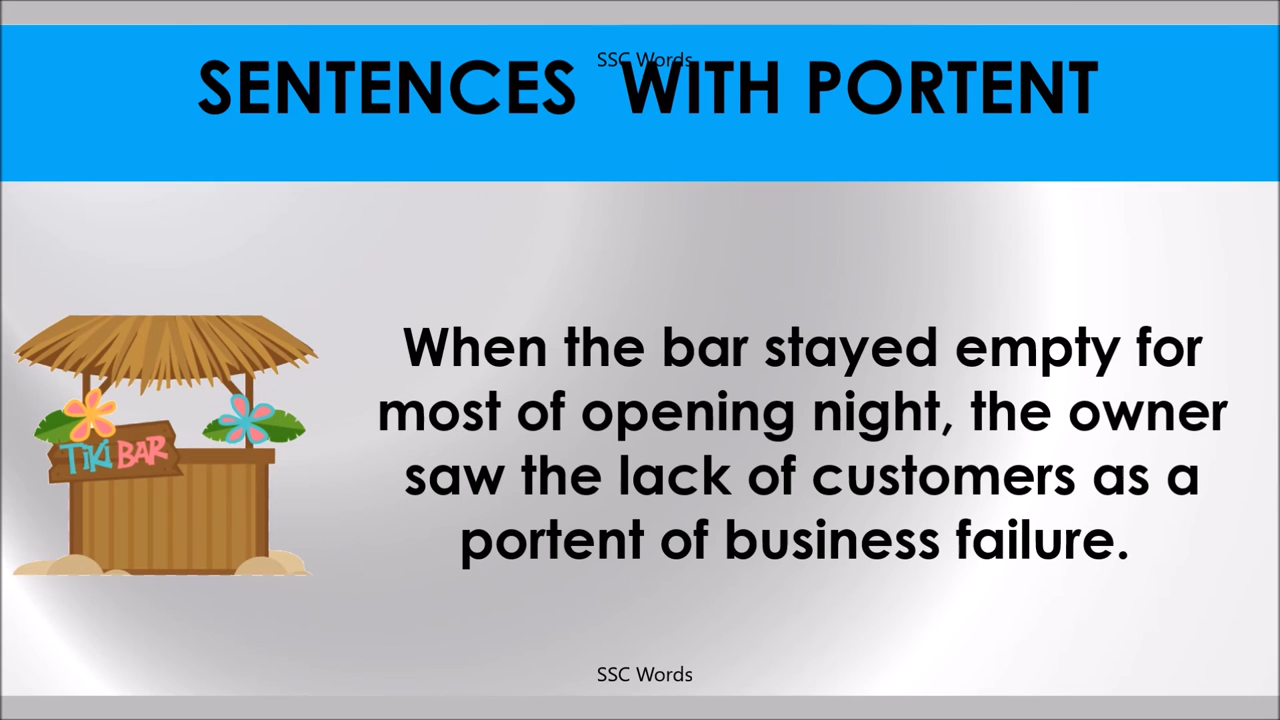 SSC Words
SENTENCES WITH PORTENT
When the bar stayed empty for
most of opening night, the owner
saw the lack of customers as a
portent of business failure.
TiKi BAR
SSC Words